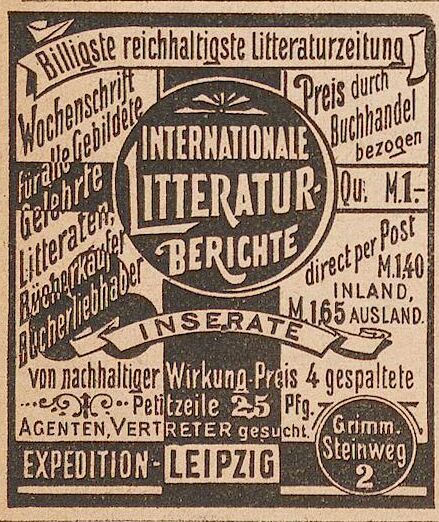 Billigste reichhaltigste Litteraturzeitung
Wochenschrift
für alle Gebildete
Gelehrte
Litteraten,
Bücherkäufer
Bücherliebhaber
INTERNATIONALE
LITTERATUR-
BERICHTE
Preis durch
Buchhandel
bezogen
Qu. M.1.-
direct per Post
M.1.40
INLAND,
M.1.65 AUSLAND.
INSERATE
von nachhaltiger Wirkung. Preis 4 gespaltete
Petitzeile 25 Pfg.
AGENTEN, VERTRETER gesucht.
EXPEDITION - LEIPZIG
Grimm.
Steinweg
2